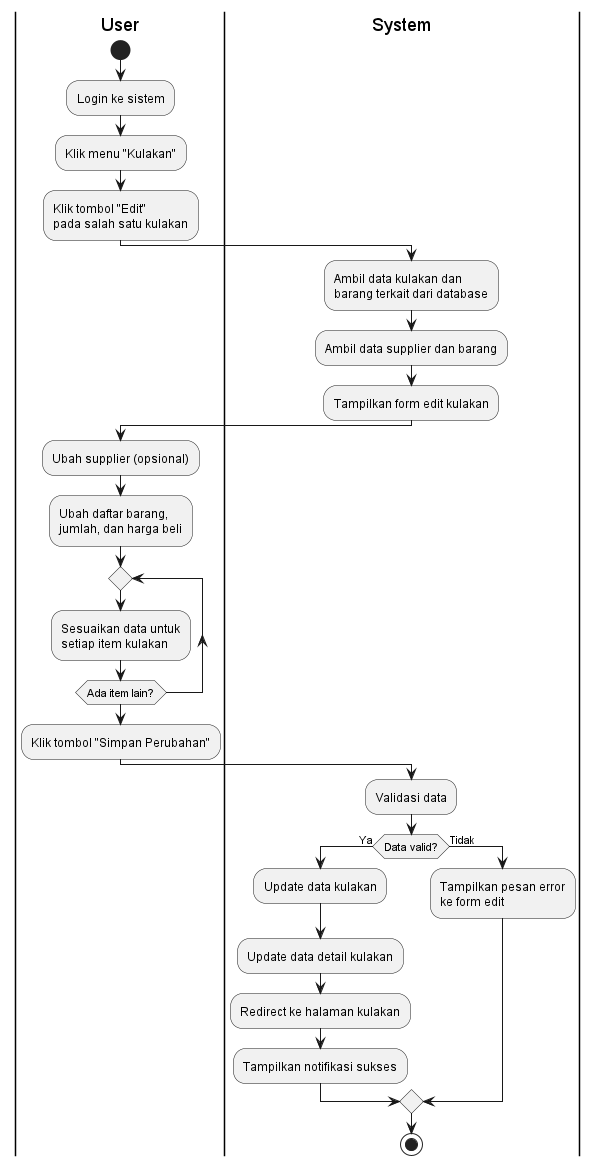 User
System
Login ke sistem
Klik menu "Kulakan"
Klik tombol "Edit"
pada salah satu kulakan
Ambil data kulakan dan
barang terkait dari database
Ambil data supplier dan barang
Tampilkan form edit kulakan
Ubah supplier (opsional)
Ubah daftar barang,
jumlah, dan harga beli
Sesuaikan data untuk
setiap item kulakan
Ada item lain?
Klik tombol "Simpan Perubahan"
Validasi data
Data valid?
Ya
Tidak
Update data kulakan
Tampilkan pesan error
ke form edit
Update data detail kulakan
Redirect ke halaman kulakan
Tampilkan notifikasi sukses